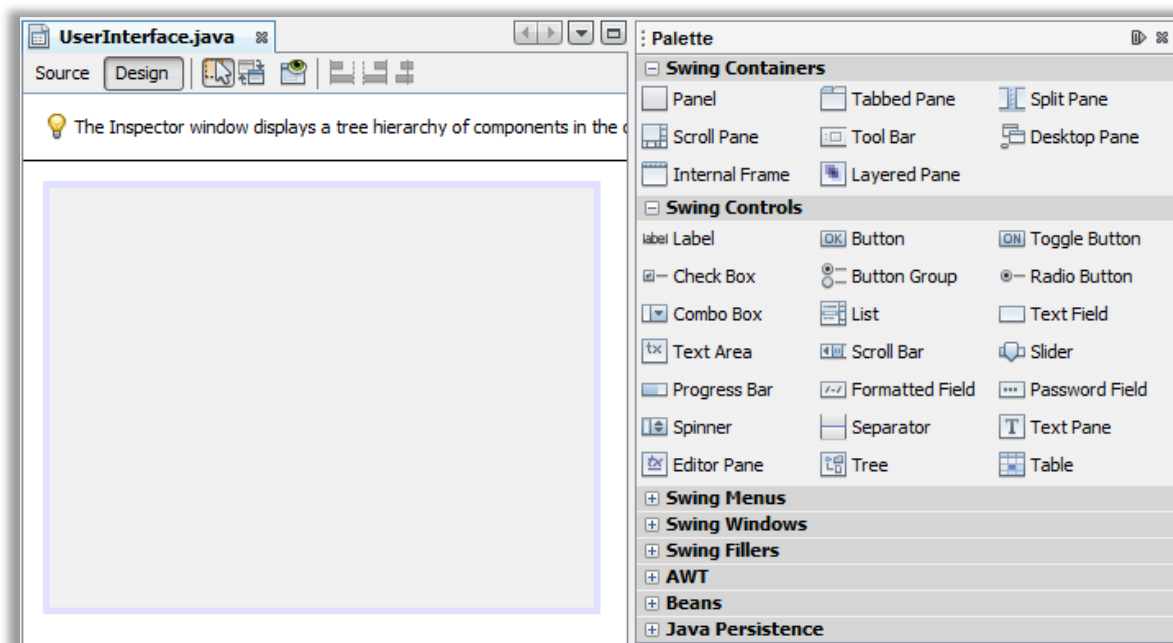 UserInterface.java
Source Design
The Inspector window displays a tree hierarchy of components in the
Palette
Swing Containers
Panel Tabbed Pane Split Pane
Scroll Pane Tool Bar Desktop Pane
Internal Frame Layered Pane
Swing Controls
label Label OK Button ON Toggle Button
Check Box Button Group Radio Button
Combo Box List Text Field
tx Text Area Scroll Bar Slider
Progress Bar Formatted Field Password Field
Spinner Separator T Text Pane
tx Editor Pane Tree Table
Swing Menus
Swing Windows
Swing Fillers
AWT
Beans
Java Persistence